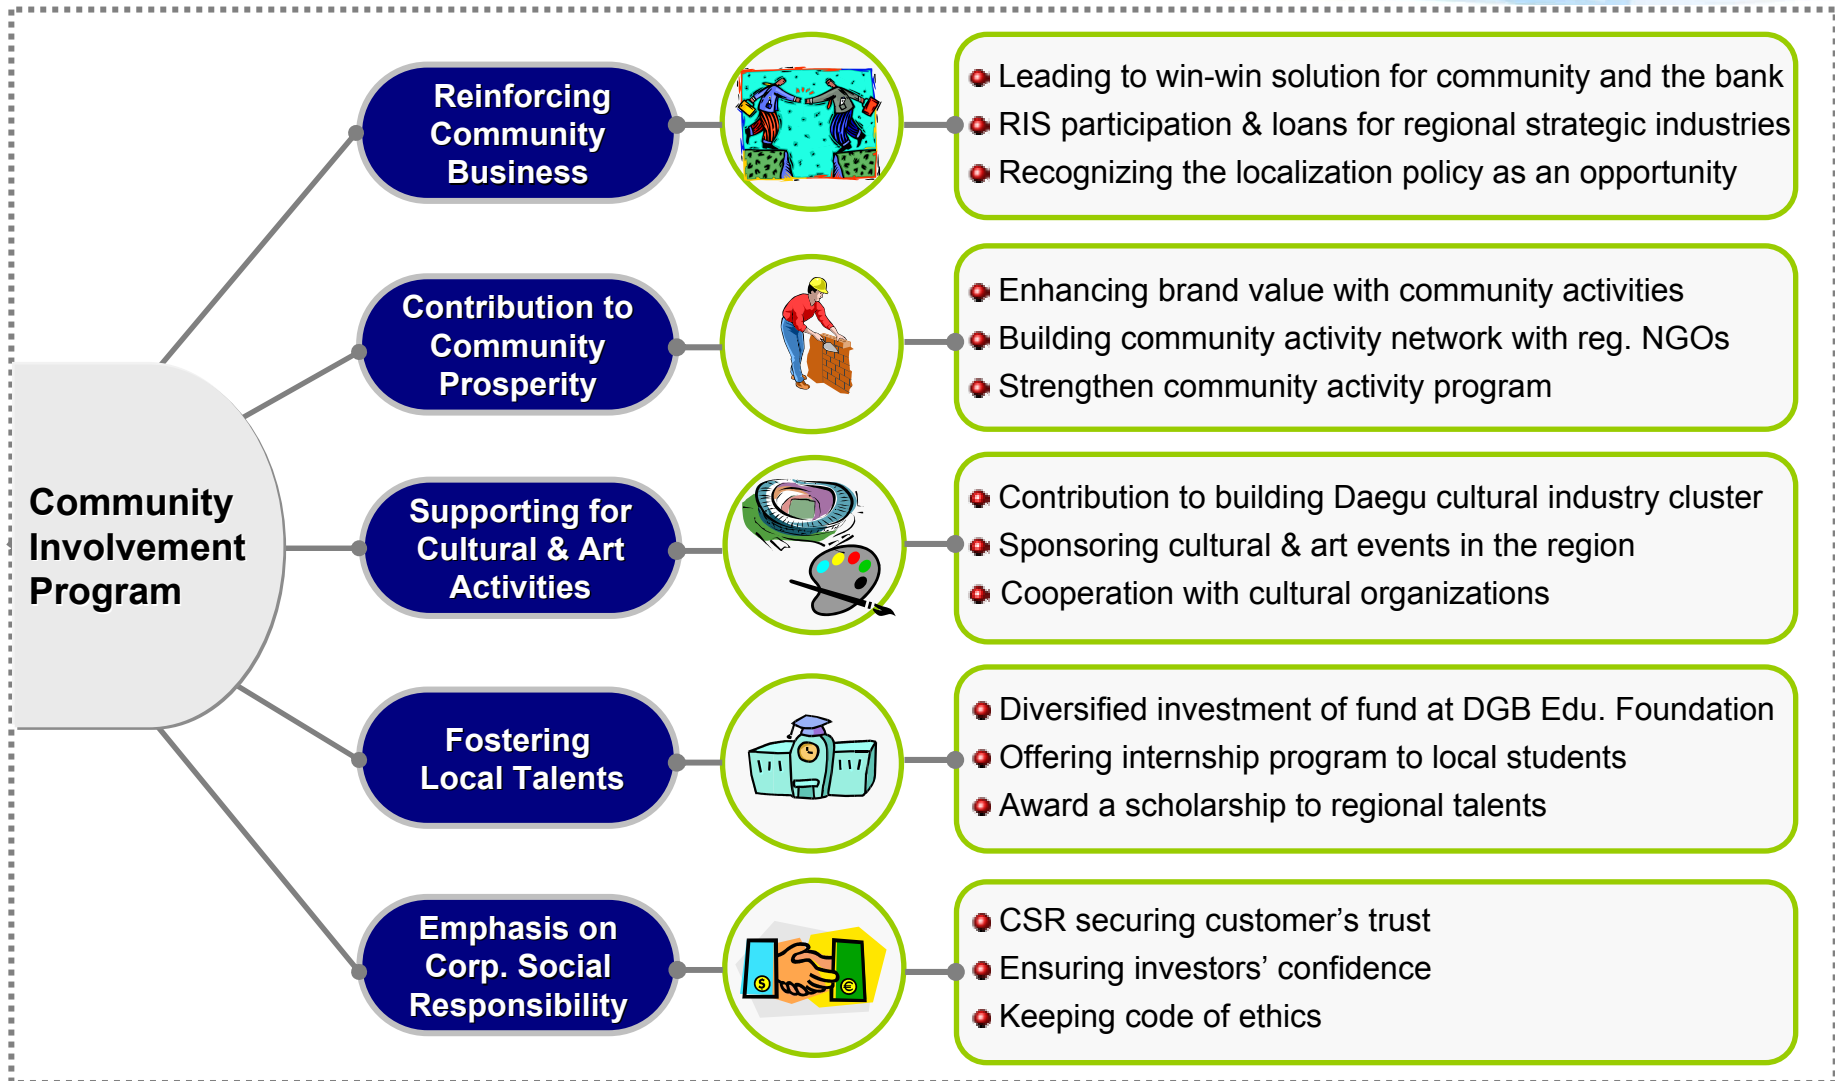 Community
Involvement
Program
Reinforcing
Community
Business
Leading to win-win solution for community and the bank
RIS participation & loans for regional strategic industries
Recognizing the localization policy as an opportunity
Contribution to
Community
Prosperity
Enhancing brand value with community activities
Building community activity network with reg. NGOs
Strengthen community activity program
Supporting for
Cultural & Art
Activities
Contribution to building Daegu cultural industry cluster
Sponsoring cultural & art events in the region
Cooperation with cultural organizations
Fostering
Local Talents
Diversified investment of fund at DGB Edu. Foundation
Offering internship program to local students
Award a scholarship to regional talents
Emphasis on
Corp. Social
Responsibility
$
€
CSR securing customer’s trust
Ensuring investors’ confidence
Keeping code of ethics